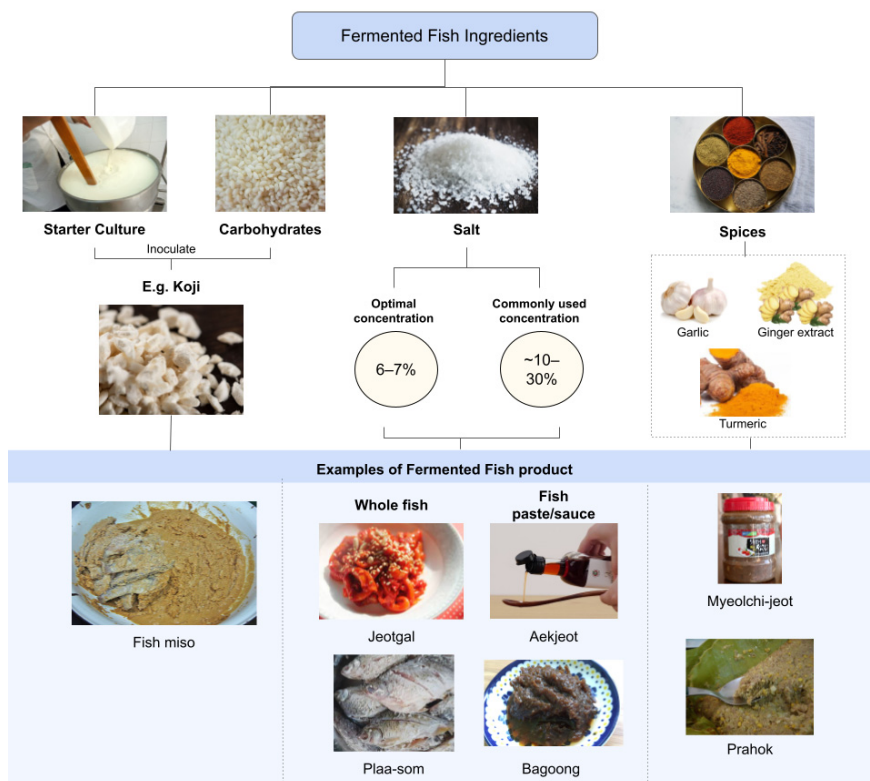 Fermented Fish Ingredients
Starter Culture
Carbohydrates
Salt
Spices
Inoculate
E.g. Koji
Optimal
concentration
Commonly used
concentration
6–7%
~10–
30%
Garlic
Ginger extract
Turmeric
Examples of Fermented Fish product
Whole fish
Fish
paste/sauce
Fish miso
Jeotgal
Aekjeot
Myeolchi-jeot
Plaa-som
Bagoong
Prahok